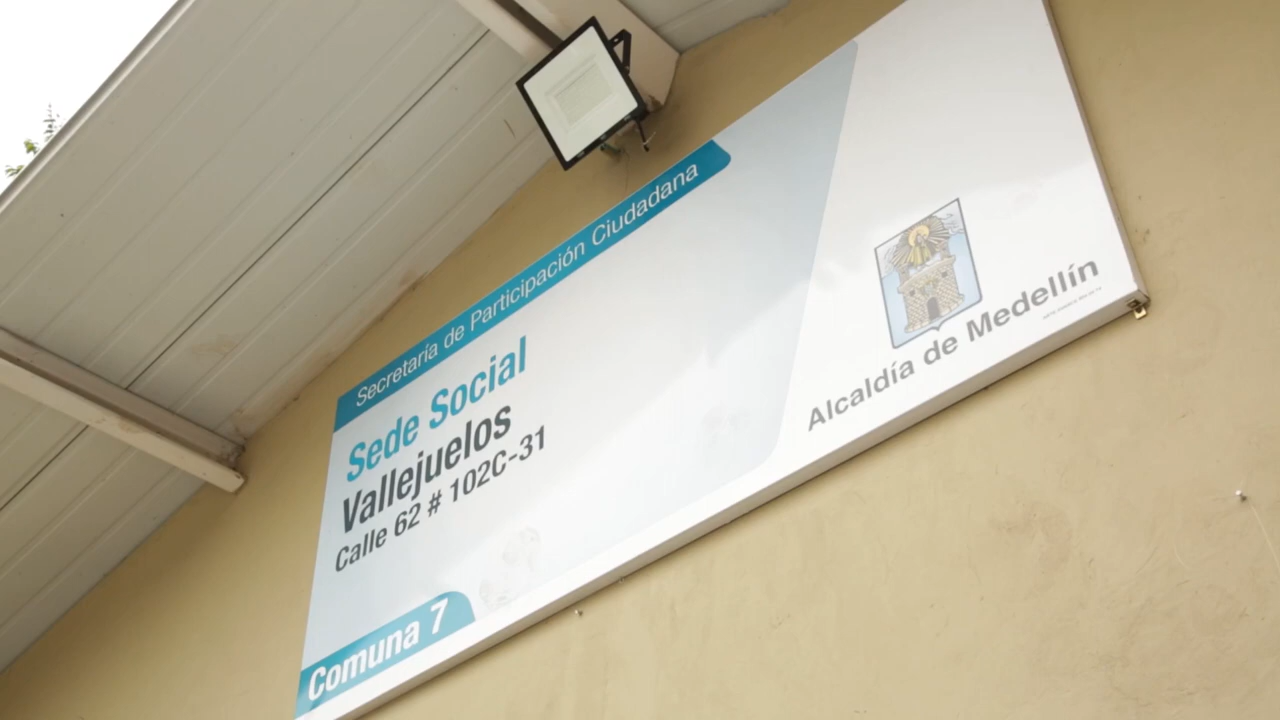 Secretaría de Participación Ciudadana
Sede Social
Vallejuelos
Calle 62 # 102C-31
Comuna 7
Alcaldía de Medellín